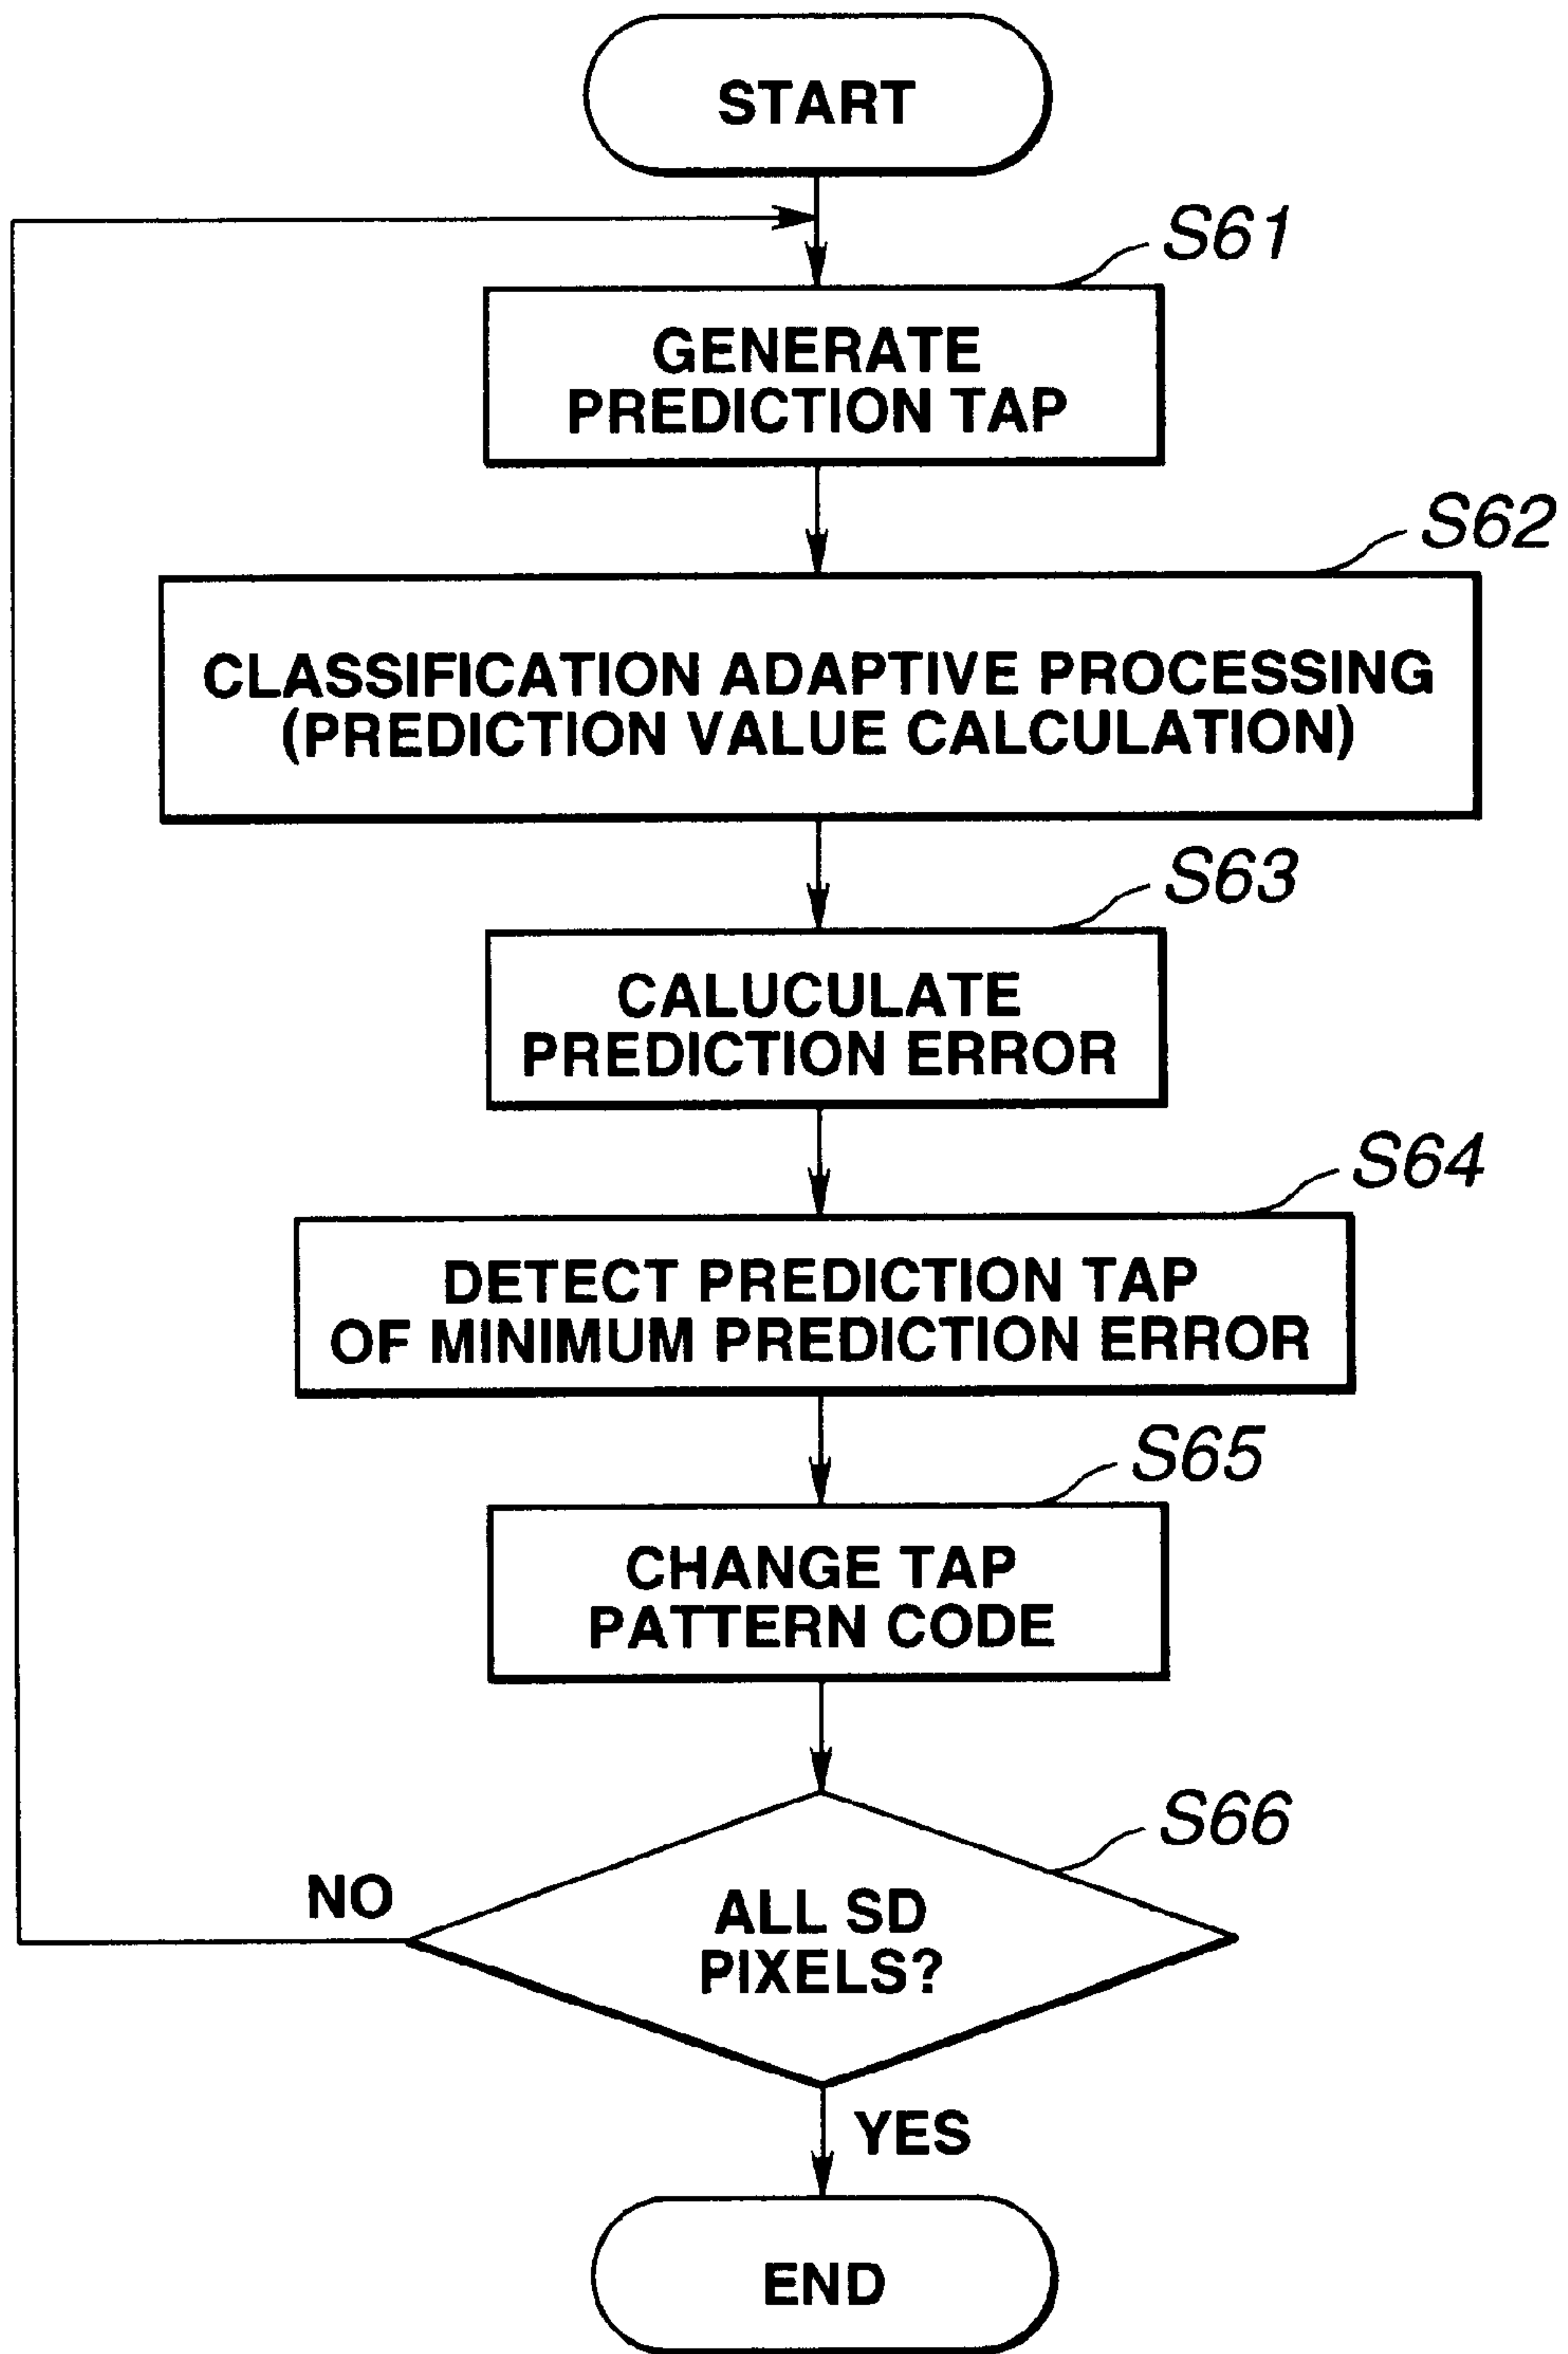 START
S61
GENERATE
PREDICTION TAP
S62
CLASSIFICATION ADAPTIVE PROCESSING
(PREDICTION VALUE CALCULATION)
S63
CALUCULATE
PREDICTION ERROR
S64
DETECT PREDICTION TAP
OF MINIMUM PREDICTION ERROR
S65
CHANGE TAP
PATTERN CODE
S66
NO
ALL SD
PIXELS?
YES
END